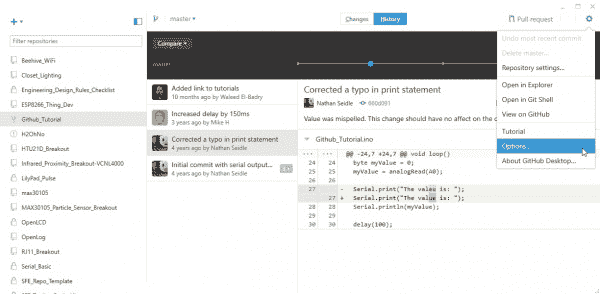 master
Changes
History
Pull request
Filter repositories
Beehive_WiFi
Closet_Lighting
Engineering_Design_Rules_Checklist
ESP8266_Thing_Dev
Github_Tutorial
H2OhNo
HTU21D_Breakout
Infrared_Proximity_Breakout-VCNL4000
LilyPad_Pulse
max30105
MAX30105_Particle_Sensor_Breakout
OpenLCD
OpenLog
RJ11_Breakout
Serial_Basic
SFE_Repo_Template
Compare
master
Added link to tutorials
10 months ago by Waleed El-Badry
Increased delay by 150ms
3 years ago by Mike H
Corrected a typo in print statement
4 years ago by Nathan Seidle
Initial commit with serial output...
4 years ago by Nathan Seidle
Corrected a typo in print statement
Nathan Seidle
660d091
Value was mispelled. This change should have no affect on the
Github_Tutorial.ino
@@ -24,7 +24,7 @@ void loop()
24 24 byte myValue = 0;
25 25 myValue = analogRead(A0);
26 26
27 - Serial.print("The valas is: ");
27 + Serial.print("The value is: ");
28 28 Serial.println(myValue);
29 29
30 30 delay(100);
Undo most recent commit
Delete master...
Repository settings...
Open in Explorer
Open in Git Shell
View on GitHub
Tutorial
Options...
About GitHub Desktop...